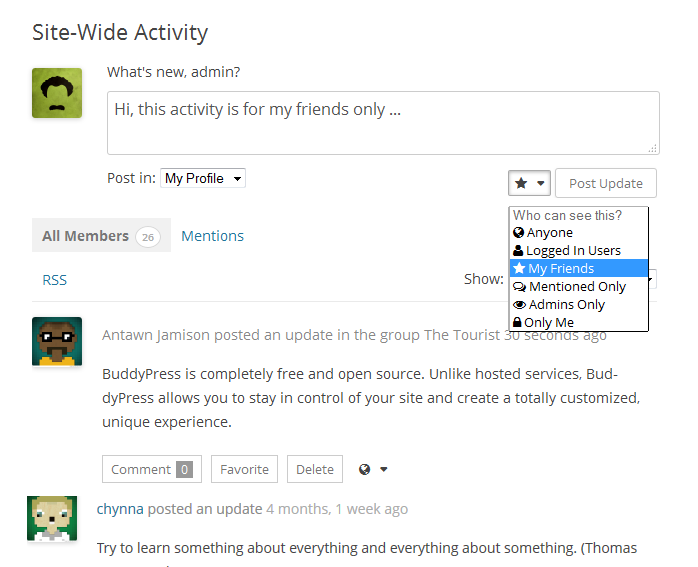 Site-Wide Activity
What's new, admin?
Hi, this activity is for my friends only ...
Post in: My Profile
Post Update
Who can see this?
Anyone
Logged In Users
My Friends
Mentioned Only
Admins Only
Only Me
All Members 26 Mentions
RSS
Show:
Antawn Jamison posted an update in the group The Tourist 30 seconds ago
BuddyPress is completely free and open source. Unlike hosted services, Bud-
dyPress allows you to stay in control of your site and create a totally customized,
unique experience.
Comment 0 Favorite Delete
chynna posted an update 4 months, 1 week ago
Try to learn something about everything and everything about something. (Thomas